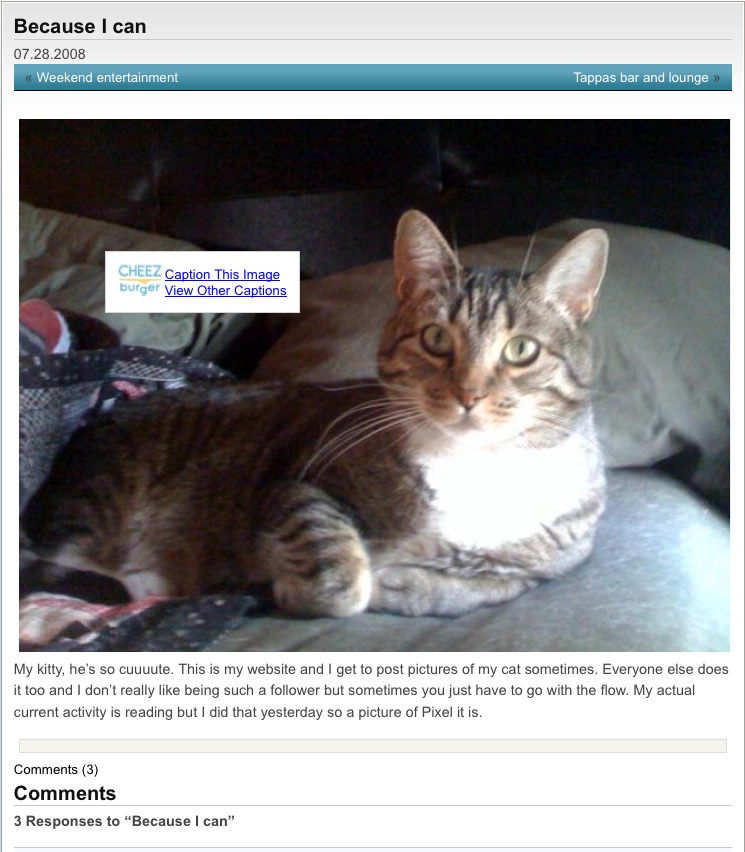 Because I can
07.28.2008
« Weekend entertainment
Tappas bar and lounge »
CHEEZ burger
Caption This Image
View Other Captions
My kitty, he’s so cuuuute. This is my website and I get to post pictures of my cat sometimes. Everyone else does
it too and I don’t really like being such a follower but sometimes you just have to go with the flow. My actual
current activity is reading but I did that yesterday so a picture of Pixel it is.
Comments (3)
Comments
3 Responses to “Because I can”